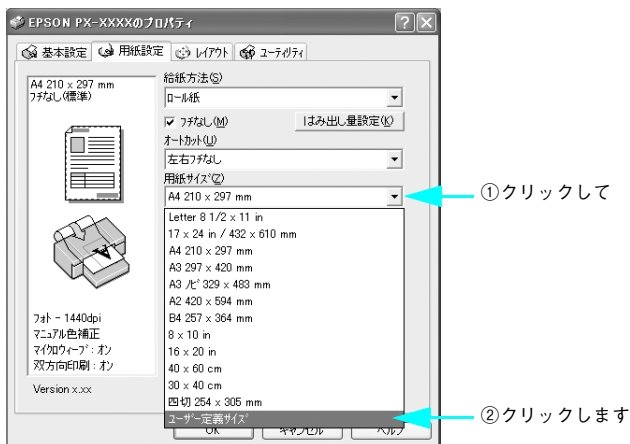 EPSON PX-XXXXのプロパティ
基本設定
用紙設定
レイアウト
ユーティリティ
A4 210 x 297 mm
フチなし(標準)
給紙方法(S)
ロール紙
フチなし(M)
はみ出し量設定(K)
オートカット(U)
左右フチなし
用紙サイズ(Z)
A4 210 x 297 mm
①クリックして
Letter 8 1/2 x 11 in
17 x 24 in / 432 x 610 mm
A4 210 x 297 mm
A3 297 x 420 mm
A3 ノビ 329 x 483 mm
A2 420 x 594 mm
B4 257 x 364 mm
8 x 10 in
16 x 20 in
40 x 60 cm
30 x 40 cm
四切 254 x 305 mm
ユーザー定義サイズ
②クリックします
フォト - 1440dpi
マニュアル色補正
マイクロウィーブ : オン
双方向印刷 : オン
Version x.xx
OK
キャンセル
ヘルプ